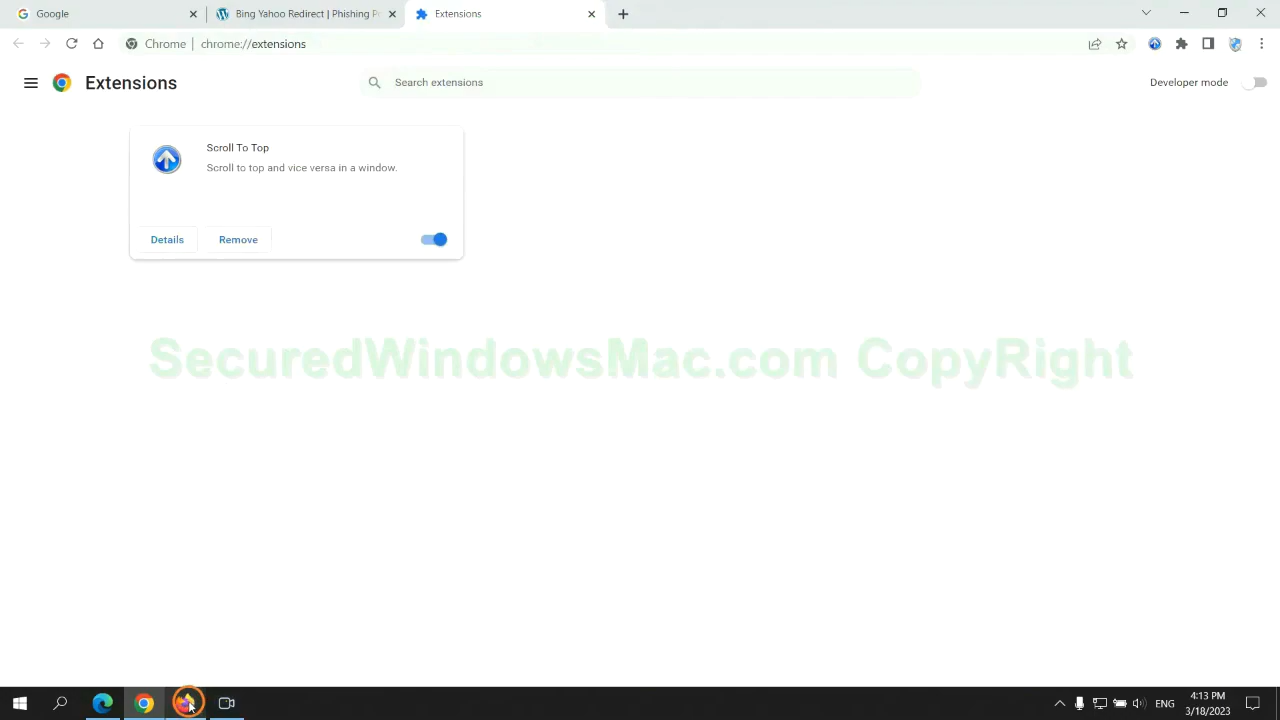 Google
Bing Yahoo Redirect | Phishing P
Extensions
Chrome
chrome://extensions
Extensions
Search extensions
Developer mode
Scroll To Top
Scroll to top and vice versa in a window.
Details
Remove
SecuredWindowsMac.com CopyRight
ENG
4:13 PM
3/18/2023